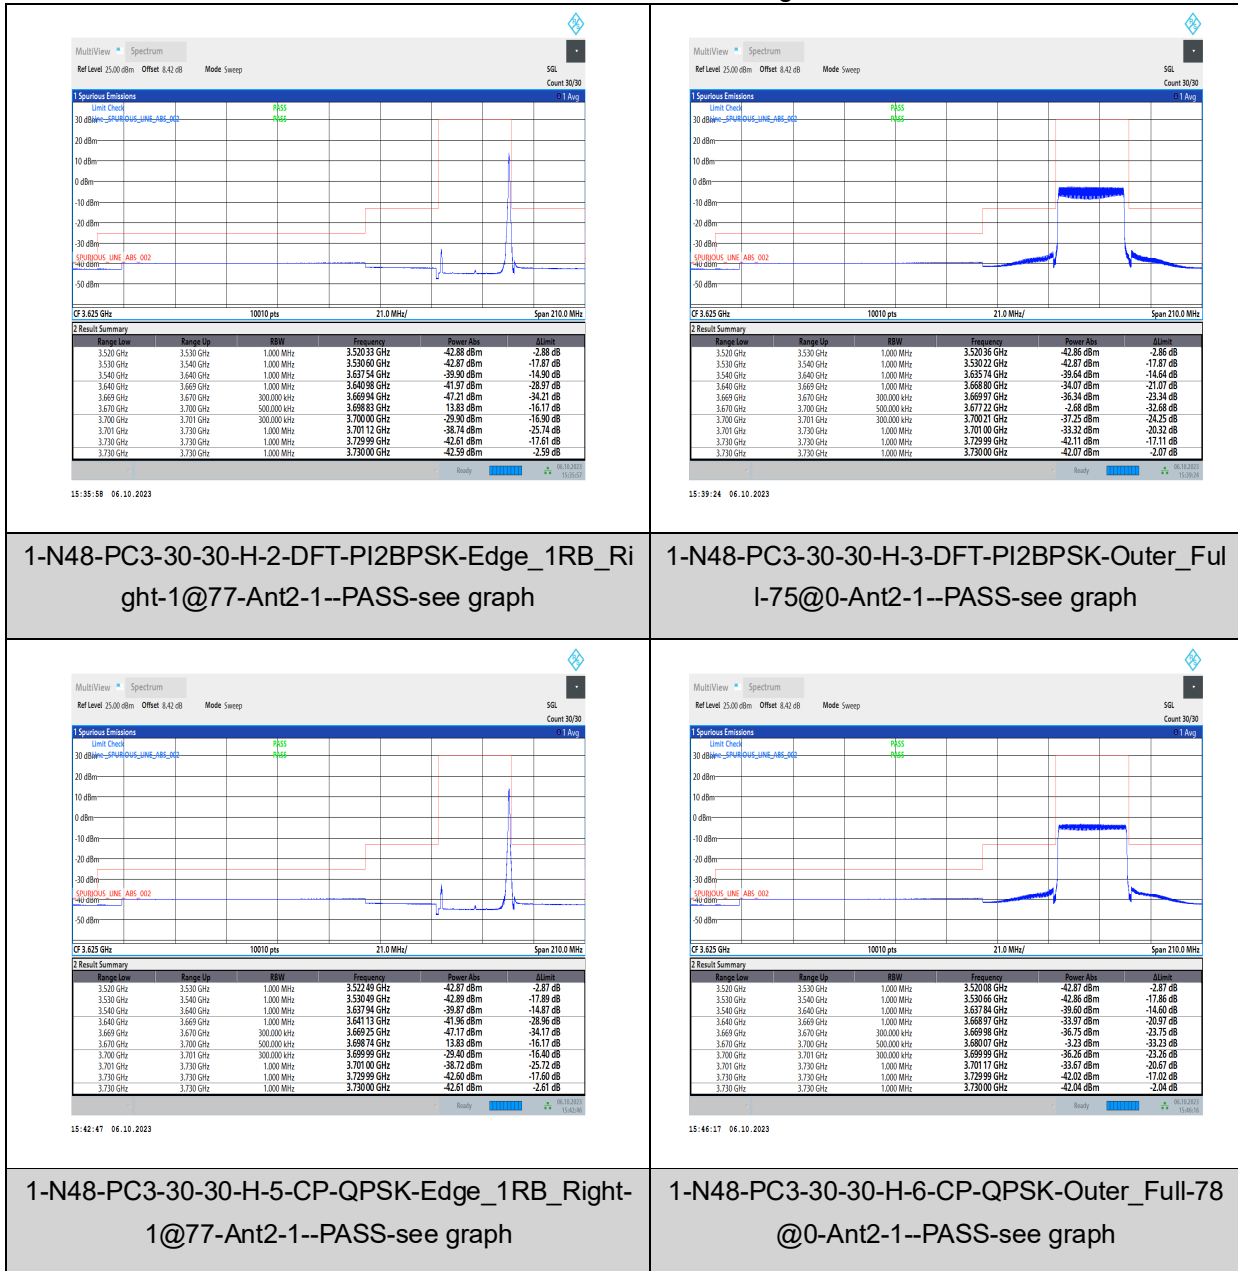 MultiView Spectrum
Ref Level 25.00 dBm Offset 8.42 dB Mode Sweep SGL
Count 30/30
1 Spurious Emissions 1 Avg
Limit Check PASS
Line _SPURIOUS_LINE_ABS_002 PASS
30 dBm
20 dBm
10 dBm
0 dBm
-10 dBm
-20 dBm
-30 dBm
SPURIOUS_LINE_ABS_002
-40 dBm
-50 dBm
CF 3.625 GHz 10010 pts 21.0 MHz/ Span 210.0 MHz
2 Result Summary
Range Low Range Up RBW Frequency Power Abs ΔLimit
3.520 GHz 3.530 GHz 1.000 MHz 3.52033 GHz -42.88 dBm -2.88 dB
3.530 GHz 3.540 GHz 1.000 MHz 3.53060 GHz -42.87 dBm -17.87 dB
3.540 GHz 3.640 GHz 1.000 MHz 3.63754 GHz -39.90 dBm -14.90 dB
3.640 GHz 3.669 GHz 1.000 MHz 3.64098 GHz -41.97 dBm -28.97 dB
3.669 GHz 3.670 GHz 300.000 kHz 3.66994 GHz -47.21 dBm -34.21 dB
3.670 GHz 3.700 GHz 500.000 kHz 3.69883 GHz 13.83 dBm -16.17 dB
3.700 GHz 3.701 GHz 300.000 kHz 3.70000 GHz -29.90 dBm -16.90 dB
3.701 GHz 3.730 GHz 1.000 MHz 3.70112 GHz -38.74 dBm -25.74 dB
3.730 GHz 3.730 GHz 1.000 MHz 3.72999 GHz -42.61 dBm -17.61 dB
3.730 GHz 3.730 GHz 1.000 MHz 3.73000 GHz -42.59 dBm -2.59 dB
Ready 06.10.2023
15:35:57
15:35:58 06.10.2023
MultiView Spectrum
Ref Level 25.00 dBm Offset 8.42 dB Mode Sweep SGL
Count 30/30
1 Spurious Emissions 1 Avg
Limit Check PASS
Line _SPURIOUS_LINE_ABS_002 PASS
30 dBm
20 dBm
10 dBm
0 dBm
-10 dBm
-20 dBm
-30 dBm
SPURIOUS_LINE_ABS_002
-40 dBm
-50 dBm
CF 3.625 GHz 10010 pts 21.0 MHz/ Span 210.0 MHz
2 Result Summary
Range Low Range Up RBW Frequency Power Abs ΔLimit
3.520 GHz 3.530 GHz 1.000 MHz 3.52036 GHz -42.86 dBm -2.86 dB
3.530 GHz 3.540 GHz 1.000 MHz 3.53022 GHz -42.87 dBm -17.87 dB
3.540 GHz 3.640 GHz 1.000 MHz 3.63574 GHz -39.64 dBm -14.64 dB
3.640 GHz 3.669 GHz 1.000 MHz 3.66880 GHz -34.07 dBm -21.07 dB
3.669 GHz 3.670 GHz 300.000 kHz 3.66997 GHz -36.34 dBm -23.34 dB
3.670 GHz 3.700 GHz 500.000 kHz 3.67722 GHz -2.68 dBm -32.68 dB
3.700 GHz 3.701 GHz 300.000 kHz 3.70021 GHz -37.25 dBm -24.25 dB
3.701 GHz 3.730 GHz 1.000 MHz 3.70100 GHz -33.32 dBm -20.32 dB
3.730 GHz 3.730 GHz 1.000 MHz 3.72999 GHz -42.11 dBm -17.11 dB
3.730 GHz 3.730 GHz 1.000 MHz 3.73000 GHz -42.07 dBm -2.07 dB
Ready 06.10.2023
15:39:24
15:39:24 06.10.2023
1-N48-PC3-30-30-H-2-DFT-PI2BPSK-Edge_1RB_Ri
ght-1@77-Ant2-1--PASS-see graph
1-N48-PC3-30-30-H-3-DFT-PI2BPSK-Outer_Ful
l-75@0-Ant2-1--PASS-see graph
MultiView Spectrum
Ref Level 25.00 dBm Offset 8.42 dB Mode Sweep SGL
Count 30/30
1 Spurious Emissions 1 Avg
Limit Check PASS
Line _SPURIOUS_LINE_ABS_002 PASS
30 dBm
20 dBm
10 dBm
0 dBm
-10 dBm
-20 dBm
-30 dBm
SPURIOUS_LINE_ABS_002
-40 dBm
-50 dBm
CF 3.625 GHz 10010 pts 21.0 MHz/ Span 210.0 MHz
2 Result Summary
Range Low Range Up RBW Frequency Power Abs ΔLimit
3.520 GHz 3.530 GHz 1.000 MHz 3.52249 GHz -42.87 dBm -2.87 dB
3.530 GHz 3.540 GHz 1.000 MHz 3.53049 GHz -42.89 dBm -17.89 dB
3.540 GHz 3.640 GHz 1.000 MHz 3.63794 GHz -39.87 dBm -14.87 dB
3.640 GHz 3.669 GHz 1.000 MHz 3.64113 GHz -41.96 dBm -28.96 dB
3.669 GHz 3.670 GHz 300.000 kHz 3.66925 GHz -47.17 dBm -34.17 dB
3.670 GHz 3.700 GHz 500.000 kHz 3.69874 GHz 13.83 dBm -16.17 dB
3.700 GHz 3.701 GHz 300.000 kHz 3.69999 GHz -29.40 dBm -16.40 dB
3.701 GHz 3.730 GHz 1.000 MHz 3.70100 GHz -38.72 dBm -25.72 dB
3.730 GHz 3.730 GHz 1.000 MHz 3.72999 GHz -42.60 dBm -17.60 dB
3.730 GHz 3.730 GHz 1.000 MHz 3.73000 GHz -42.61 dBm -2.61 dB
Ready 06.10.2023
15:42:46
15:42:47 06.10.2023
MultiView Spectrum
Ref Level 25.00 dBm Offset 8.42 dB Mode Sweep SGL
Count 30/30
1 Spurious Emissions 1 Avg
Limit Check PASS
Line _SPURIOUS_LINE_ABS_002 PASS
30 dBm
20 dBm
10 dBm
0 dBm
-10 dBm
-20 dBm
-30 dBm
SPURIOUS_LINE_ABS_002
-40 dBm
-50 dBm
CF 3.625 GHz 10010 pts 21.0 MHz/ Span 210.0 MHz
2 Result Summary
Range Low Range Up RBW Frequency Power Abs ΔLimit
3.520 GHz 3.530 GHz 1.000 MHz 3.52008 GHz -42.87 dBm -2.87 dB
3.530 GHz 3.540 GHz 1.000 MHz 3.53066 GHz -42.86 dBm -17.86 dB
3.540 GHz 3.640 GHz 1.000 MHz 3.63784 GHz -39.60 dBm -14.60 dB
3.640 GHz 3.669 GHz 1.000 MHz 3.66897 GHz -33.97 dBm -20.97 dB
3.669 GHz 3.670 GHz 300.000 kHz 3.66998 GHz -36.75 dBm -23.75 dB
3.670 GHz 3.700 GHz 500.000 kHz 3.68007 GHz -3.23 dBm -33.23 dB
3.700 GHz 3.701 GHz 300.000 kHz 3.69999 GHz -36.26 dBm -23.26 dB
3.701 GHz 3.730 GHz 1.000 MHz 3.70117 GHz -33.67 dBm -20.67 dB
3.730 GHz 3.730 GHz 1.000 MHz 3.72999 GHz -42.02 dBm -17.02 dB
3.730 GHz 3.730 GHz 1.000 MHz 3.73000 GHz -42.04 dBm -2.04 dB
Ready 06.10.2023
15:46:16
15:46:17 06.10.2023
1-N48-PC3-30-30-H-5-CP-QPSK-Edge_1RB_Right-
1@77-Ant2-1--PASS-see graph
1-N48-PC3-30-30-H-6-CP-QPSK-Outer_Full-78
@0-Ant2-1--PASS-see graph